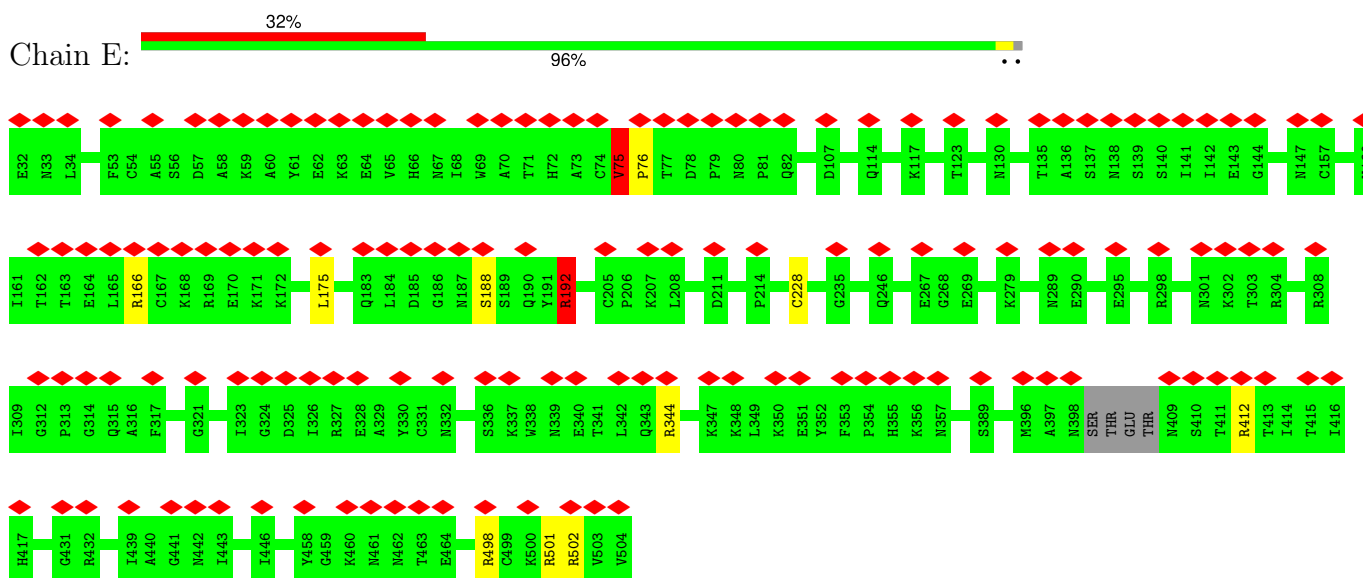 32%
Chain E:
96%
E32 N33 L34 F53 C54 A55 S56 D57 A58 K59 A60 Y61 E62 K63 E64 V65 H66 N67 I68 W69 A70 T71 H72 A73 C74 V75 P76 T77 D78 P79 N80 P81 Q82 D107 Q114 K117 T123 N130 T135 A136 S137 N138 S139 S140 I141 I142 E143 G144 N147 C157
I161 T162 T163 E164 L165 R166 C167 K168 R169 E170 K171 K172 L175 Q183 L184 D185 G186 N187 S188 S189 Q190 Y191 R192 C205 P206 K207 L208 D211 P214 C228 G235 Q246 E267 G268 E269 K279 N289 E290 E295 R298 N301 K302 T303 R304 R308
I309 G312 P313 G314 Q315 A316 F317 G321 I323 G324 D325 I326 R327 E328 A329 Y330 C331 N332 S336 K337 W338 N339 E340 T341 L342 Q343 R344 K347 K348 L349 K350 E351 Y352 F353 P354 H355 K356 N357 S389 M396 A397 N398 SER THR GLU THR N409 S410 T411 R412 T413 I414 T415 I416
H417 G431 R432 I439 A440 G441 N442 I443 I446 Y458 G459 K460 N461 N462 T463 E464 R498 C499 K500 R501 R502 V503 V504